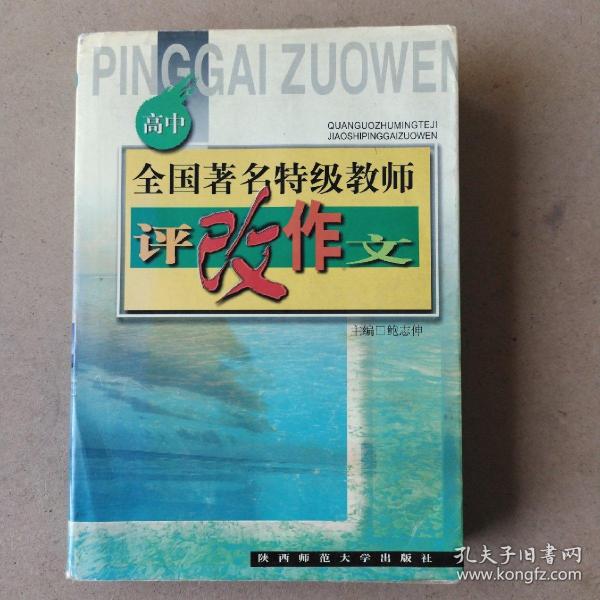 PINGGAI ZUOWEN
高中
QUANGUOZHUMINGTEJI
JIAOSHIPINGGAIZUOWEN
全国著名特级教师
评改作文
主编□鲍志伸
陕西师范大学出版社
孔夫子旧书网
www.kongfz.com